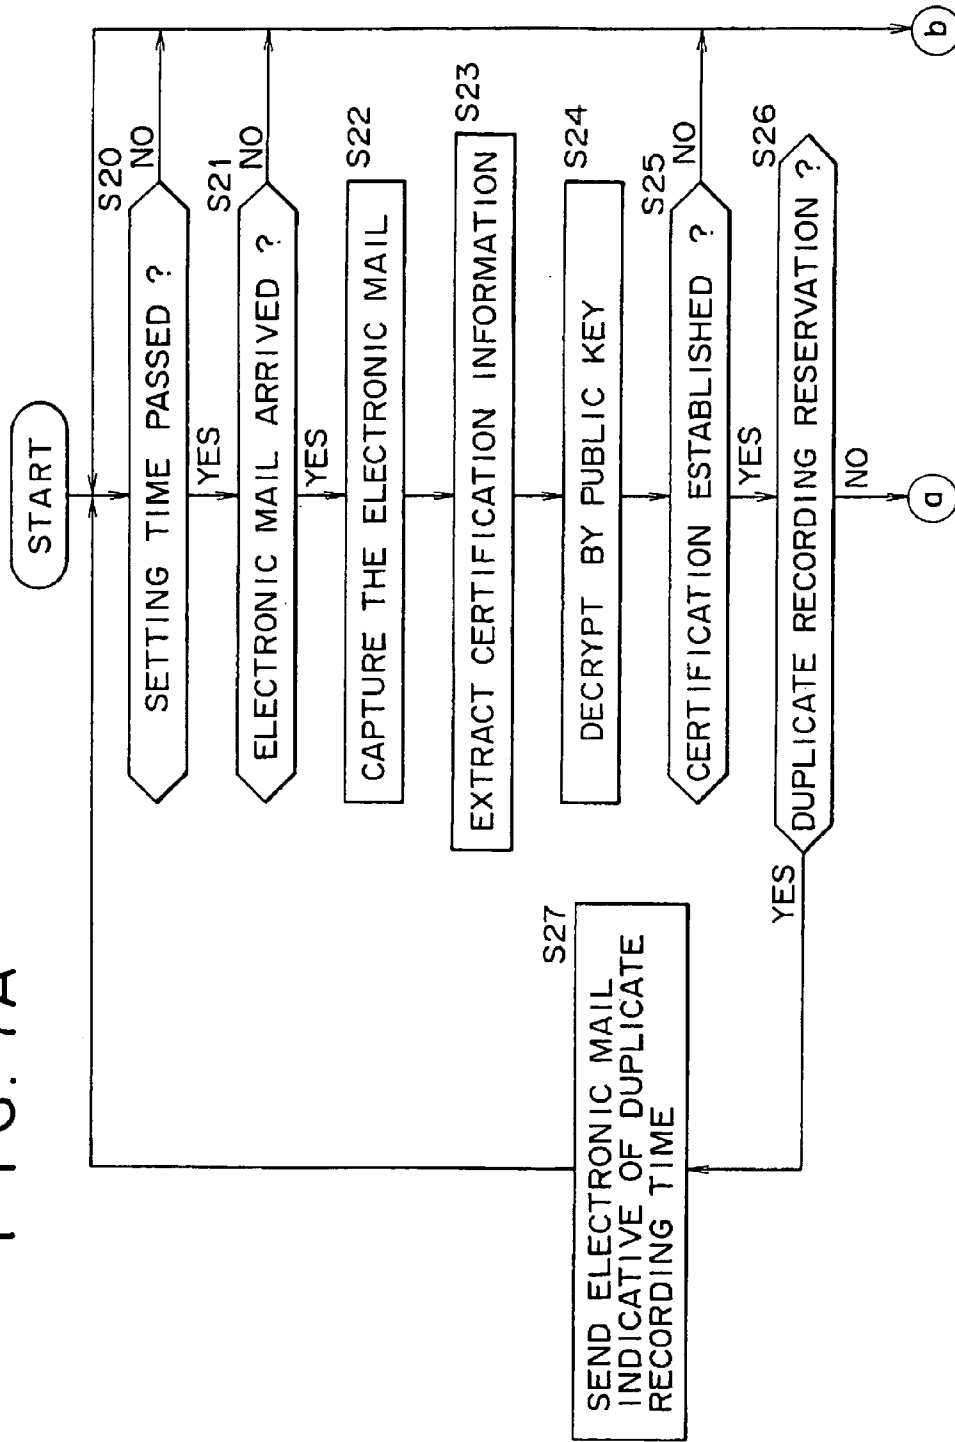 FIG. 7A
START
S20
SETTING TIME PASSED ?
NO
YES
S21
ELECTRONIC MAIL ARRIVED ?
NO
YES
S22
CAPTURE THE ELECTRONIC MAIL
S23
EXTRACT CERTIFICATION INFORMATION
S24
DECRYPT BY PUBLIC KEY
S25
CERTIFICATION ESTABLISHED ?
NO
YES
S26
DUPLICATE RECORDING RESERVATION ?
YES
NO
S27
SEND ELECTRONIC MAIL
INDICATIVE OF DUPLICATE
RECORDING TIME
a
b